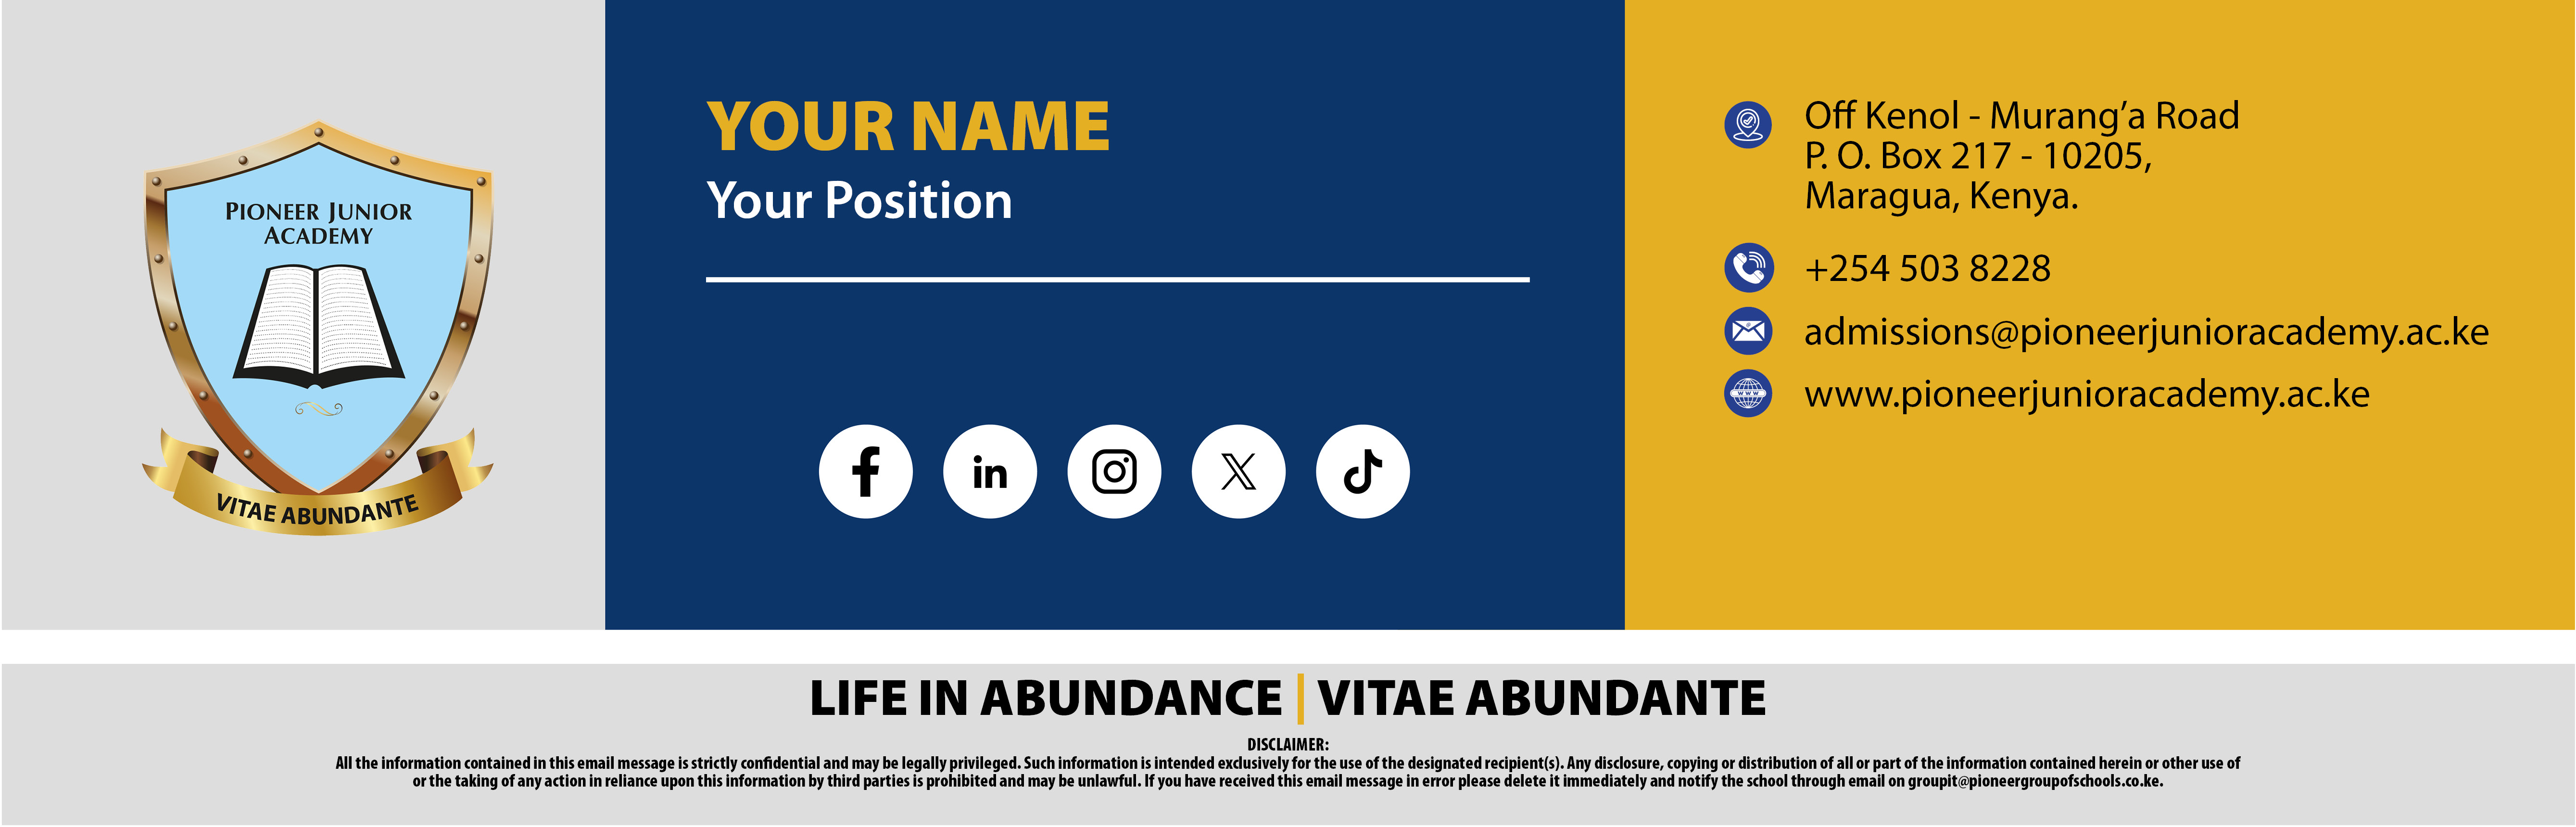 PIONEER JUNIOR
ACADEMY
VITAE ABUNDANTE
YOUR NAME
Your Position
Off Kenol - Murang’a Road
P. O. Box 217 - 10205,
Maragua, Kenya.
+254 503 8228
admissions@pioneerjunioracademy.ac.ke
www.pioneerjunioracademy.ac.ke
LIFE IN ABUNDANCE | VITAE ABUNDANTE
DISCLAIMER:
All the information contained in this email message is strictly confidential and may be legally privileged. Such information is intended exclusively for the use of the designated recipient(s). Any disclosure, copying or distribution of all or part of the information contained herein or other use of
or the taking of any action in reliance upon this information by third parties is prohibited and may be unlawful. If you have received this email message in error please delete it immediately and notify the school through email on groupit@pioneergroupofschools.co.ke.